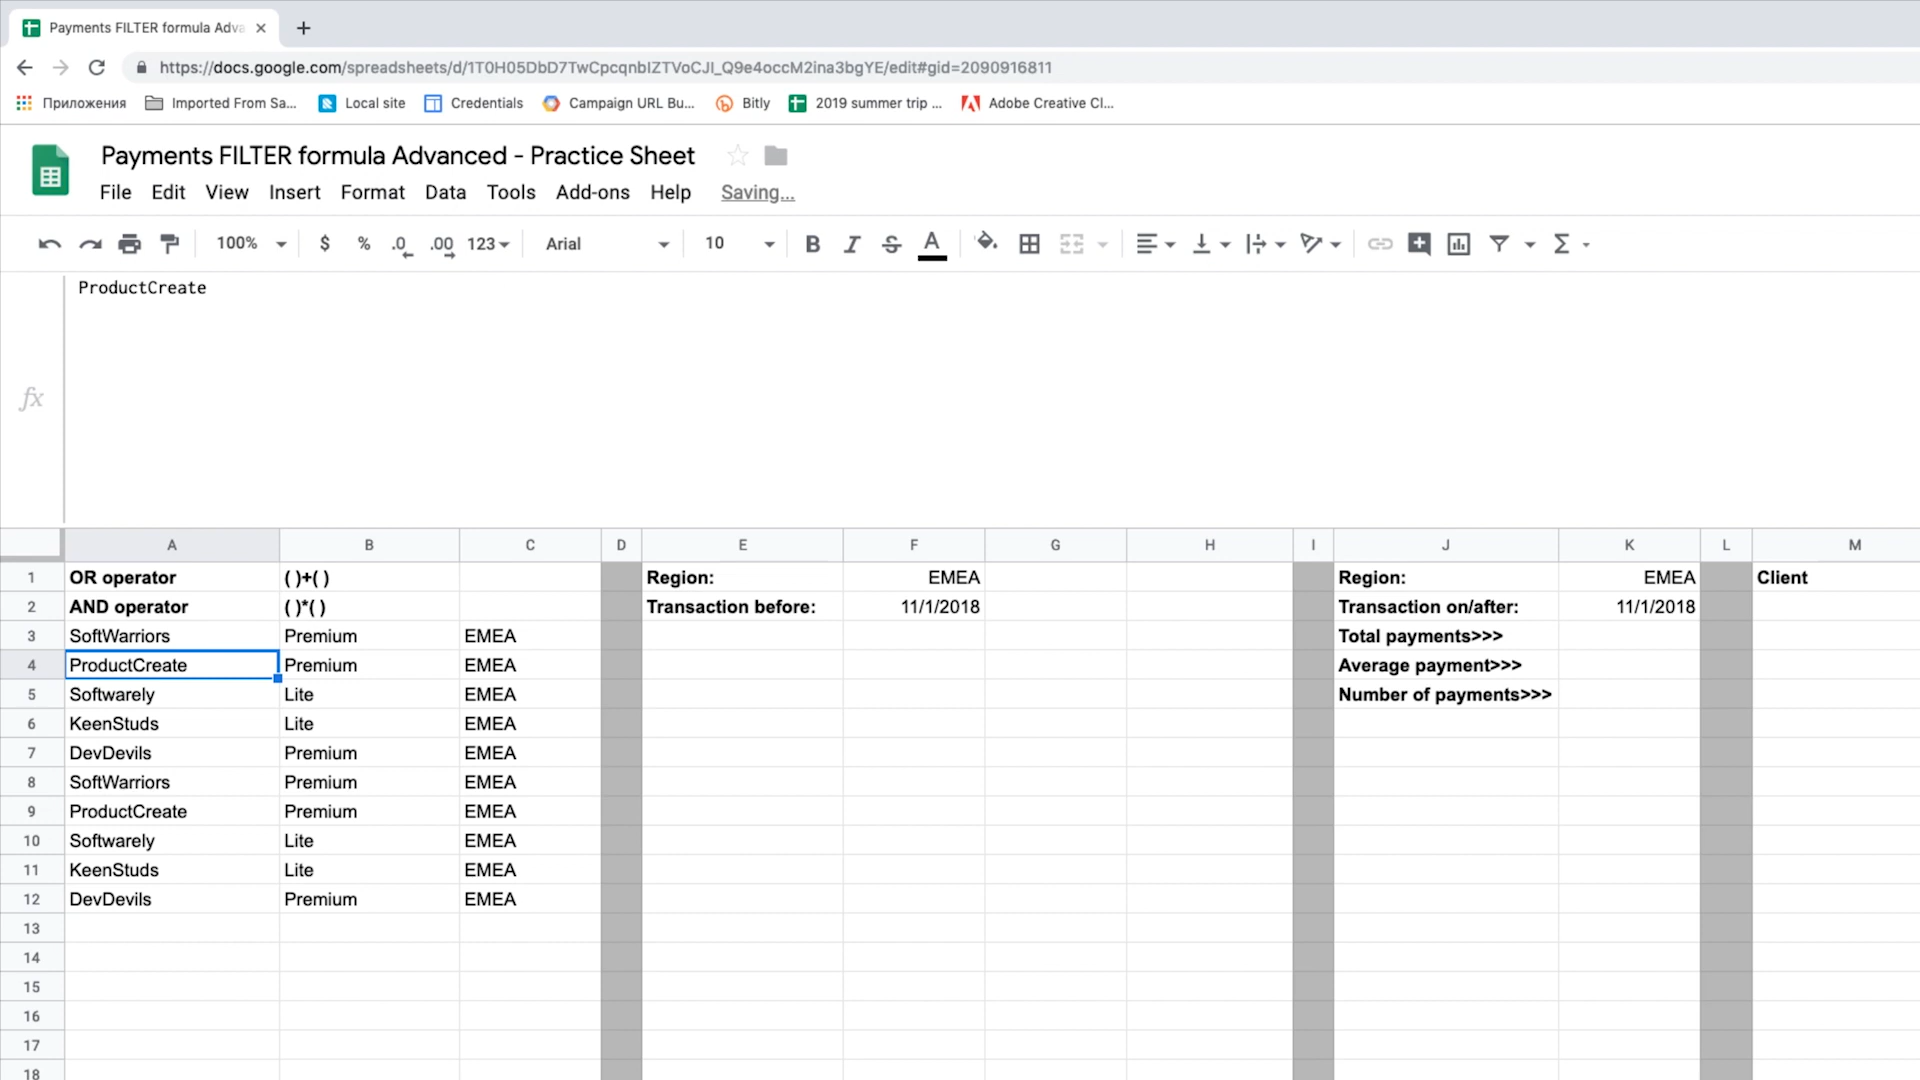 Payments FILTER formula Adva
https://docs.google.com/spreadsheets/d/1T0H05DbD7TwCpcqnbIZTVoCJI_Q9e4occM2ina3bgYE/edit#gid=2090916811
Приложения Imported From Sa... Local site Credentials Campaign URL Bu... Bitly 2019 summer trip ... Adobe Creative Cl...
Payments FILTER formula Advanced - Practice Sheet
File Edit View Insert Format Data Tools Add-ons Help Saving...
100% $ % .0 .00 123 Arial 10 B I S A Σ
ProductCreate
fx
A B C D E F G H I J K L M
1 OR operator ( )+( ) Region: EMEA Region: EMEA Client
2 AND operator ( )*( ) Transaction before: 11/1/2018 Transaction on/after: 11/1/2018
3 SoftWarriors Premium EMEA Total payments>>>
4 ProductCreate Premium EMEA Average payment>>>
5 Softwarely Lite EMEA Number of payments>>>
6 KeenStuds Lite EMEA
7 DevDevils Premium EMEA
8 SoftWarriors Premium EMEA
9 ProductCreate Premium EMEA
10 Softwarely Lite EMEA
11 KeenStuds Lite EMEA
12 DevDevils Premium EMEA
13
14
15
16
17
18